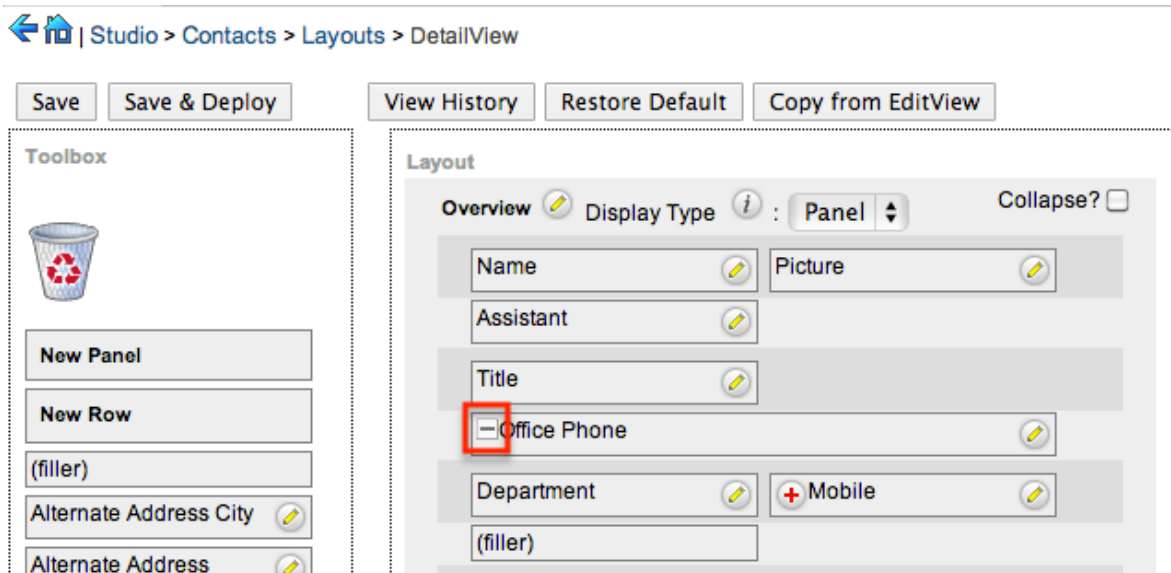 | Studio > Contacts > Layouts > DetailView
Save Save & Deploy View History Restore Default Copy from EditView
Toolbox
New Panel
New Row
(filler)
Alternate Address City
Alternate Address
Layout
Overview Display Type i : Panel Collapse?
Name Picture
Assistant
Title
Office Phone
Department Mobile
(filler)